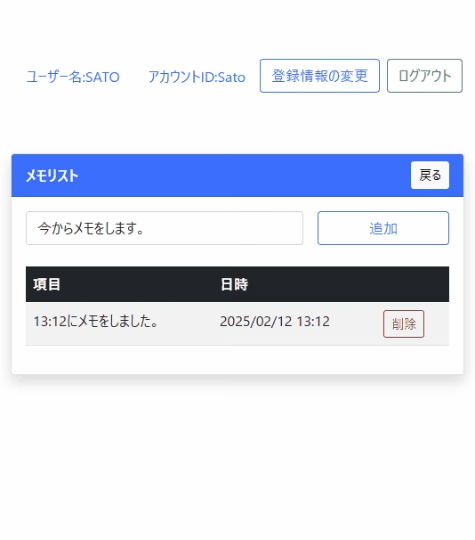 ユーザー名:SATO アカウントID:Sato 登録情報の変更 ログアウト
メモリスト 戻る
今からメモをします。 追加
項目 日時
13:12にメモをしました。 2025/02/12 13:12 削除